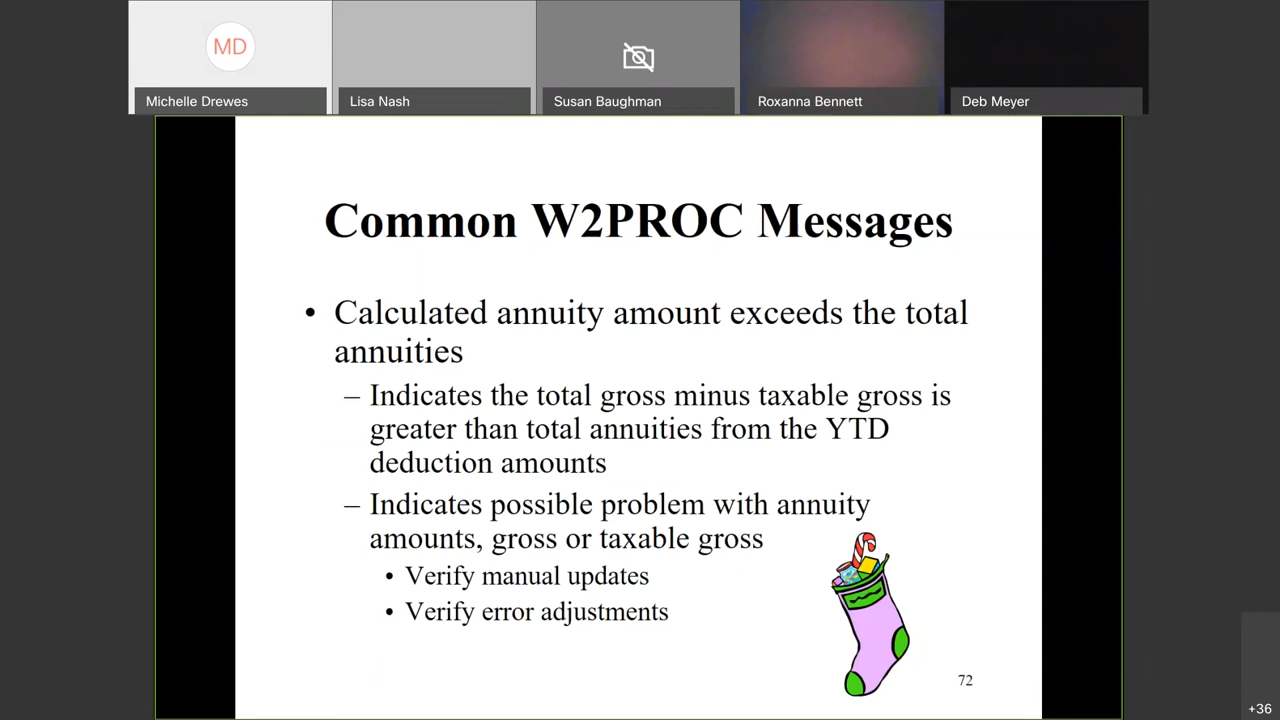 MD
Michelle Drewes
Lisa Nash
Susan Baughman
Roxanna Bennett
Deb Meyer
Common W2PROC Messages
• Calculated annuity amount exceeds the total
annuities
– Indicates the total gross minus taxable gross is
greater than total annuities from the YTD
deduction amounts
– Indicates possible problem with annuity
amounts, gross or taxable gross
• Verify manual updates
• Verify error adjustments
72
+36